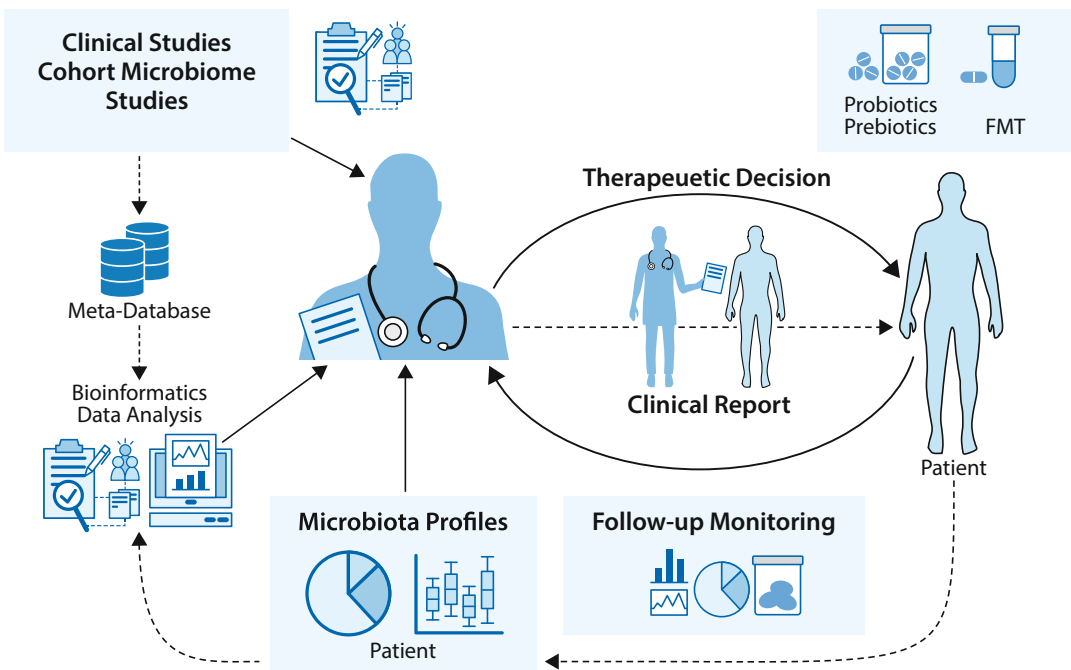 Clinical Studies
Cohort Microbiome
Studies
Probiotics
Prebiotics
FMT
Therapeuetic Decision
Meta-Database
Bioinformatics
Data Analysis
Clinical Report
Patient
Microbiota Profiles
Patient
Follow-up Monitoring